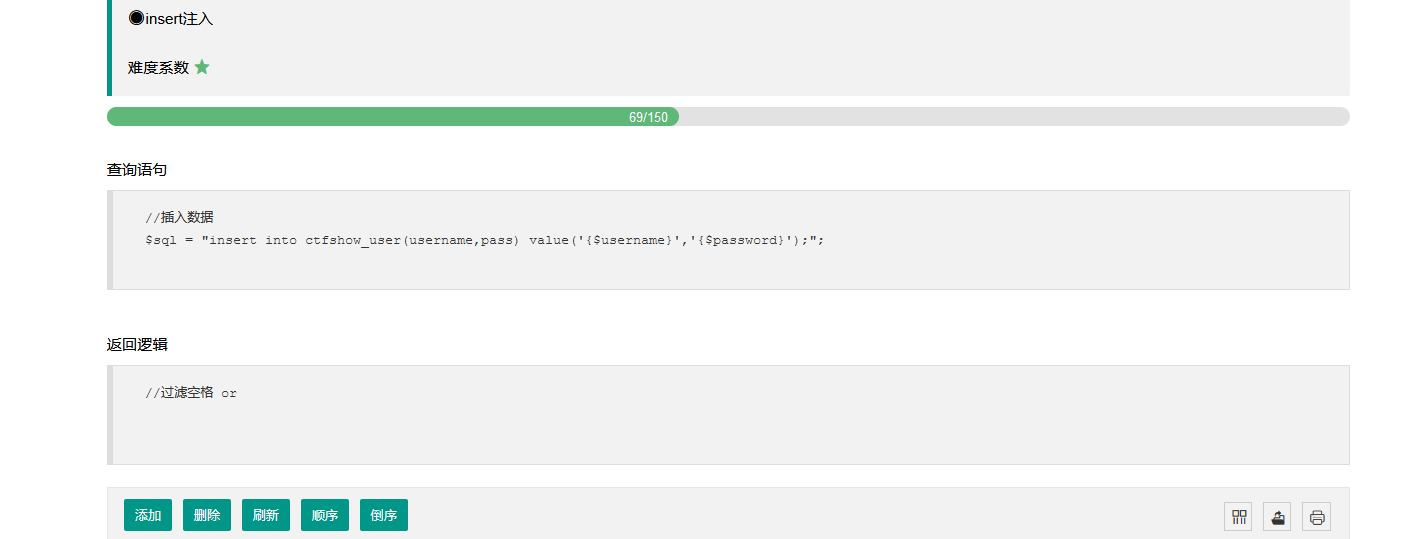 ◉insert注入
难度系数
69/150
查询语句
//插入数据
$sql = "insert into ctfshow_user(username,pass) value('{$username}','{$password}');";
返回逻辑
//过滤空格 or
添加 删除 刷新 顺序 倒序